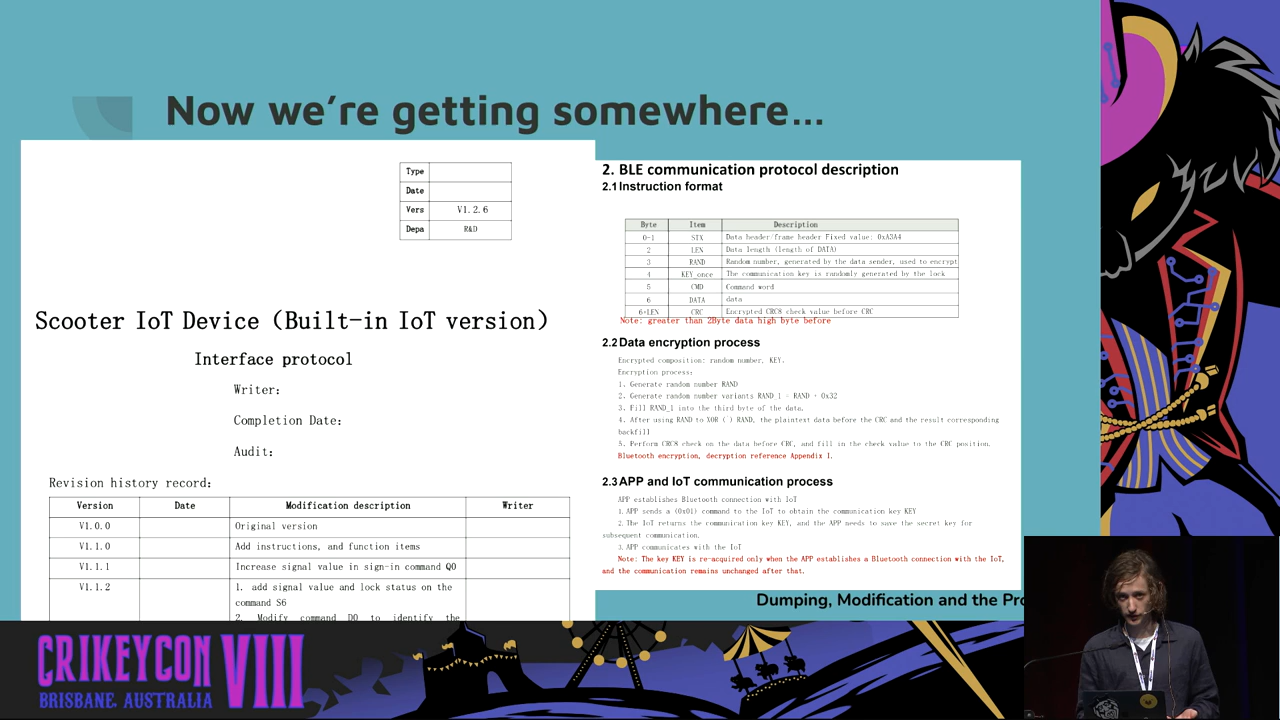 Now we're getting somewhere...
Type
Date
Vers V1.2.6
Depa R&D
Scooter IoT Device (Built-in IoT version)
Interface protocol
Writer:
Completion Date:
Audit:
Revision history record:
Version Date Modification description Writer
V1.0.0 Original version
V1.1.0 Add instructions, and function items
V1.1.1 Increase signal value in sign-in command Q0
V1.1.2 1. add signal value and lock status on the
command S6
2. Modify command D0 to identify the
2. BLE communication protocol description
2.1 Instruction format
Byte Item Description
0-1 STX Data header/frame header Fixed value: 0xA3A4
2 LEN Data length (length of DATA)
3 RAND Random number, generated by the data sender, used to encrypt
4 KEY_once The communication key is randomly generated by the lock
5 CMD Command word
6 DATA data
6+LEN CRC Encrypted CRC8 check value before CRC
Note: greater than 2Byte data high byte before
2.2 Data encryption process
Encrypted composition: random number, KEY.
Encryption process:
1. Generate random number RAND
2. Generate random number variants RAND_1 = RAND + 0x32
3. Fill RAND_1 into the third byte of the data.
4. After using RAND to XOR ( ) RAND, the plaintext data before the CRC and the result corresponding
backfill
5. Perform CRC8 check on the data before CRC, and fill in the check value to the CRC position.
Bluetooth encryption, decryption reference Appendix 1.
2.3 APP and IoT communication process
APP establishes Bluetooth connection with IoT
1. APP sends a (0x01) command to the IoT to obtain the communication key KEY
2. The IoT returns the communication key KEY, and the APP needs to save the secret key for
subsequent communication.
3. APP communicates with the IoT
Note: The key KEY is re-acquired only when the APP establishes a Bluetooth connection with the IoT,
and the communication remains unchanged after that.
Dumping, Modification and the Pro
CRIKEYCON VIII
BRISBANE, AUSTRALIA